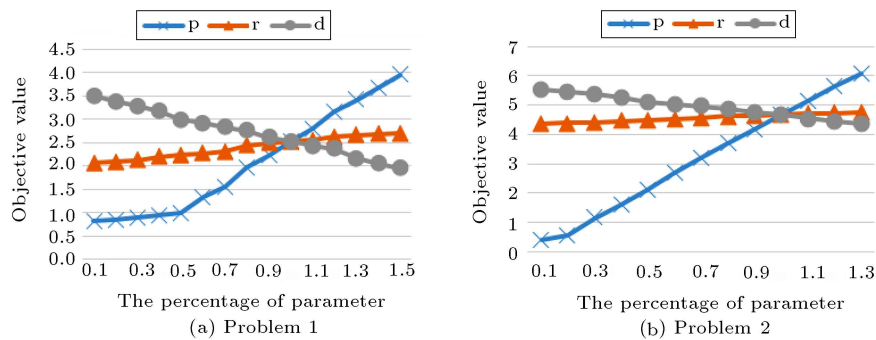 p r d
4.5
4.0
3.5
3.0
2.5
2.0
1.5
1.0
0.5
0.0
Objective value
0.1 0.3 0.5 0.7 0.9 1.1 1.3 1.5
The percentage of parameter
(a) Problem 1
p r d
7
6
5
4
3
2
1
0
Objective value
0.1 0.3 0.5 0.7 0.9 1.1 1.3
The percentage of parameter
(b) Problem 2